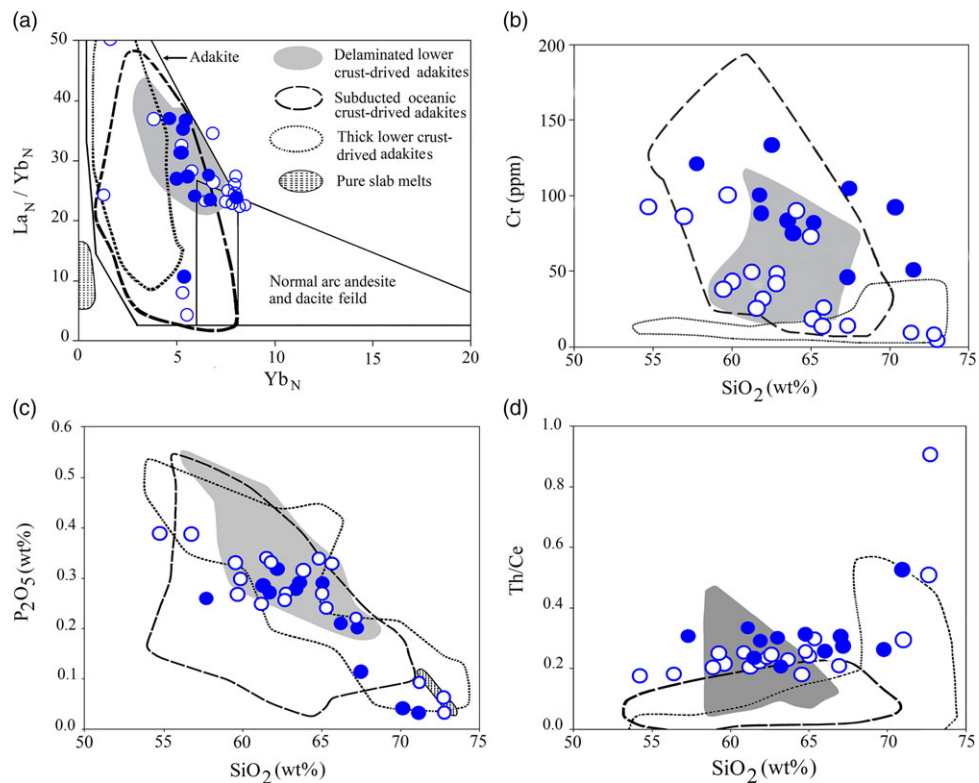 (a)
50
40
30
20
10
0
0
5
10
15
20
La_N / Yb_N
Yb_N
Adakite
Normal arc andesite
and dacite feild
Delaminated lower
crust-drived adakites
Subducted oceanic
crust-drived adakites
Thick lower crust-
drived adakites
Pure slab melts
(b)
200
150
100
50
0
50
55
60
65
70
75
Cr (ppm)
SiO₂ (wt%)
(c)
0.6
0.5
0.4
0.3
0.2
0.1
0.0
50
55
60
65
70
75
P₂O₅ (wt%)
SiO₂ (wt%)
(d)
1.0
0.8
0.6
0.4
0.2
0.0
50
55
60
65
70
75
Th/Ce
SiO₂ (wt%)